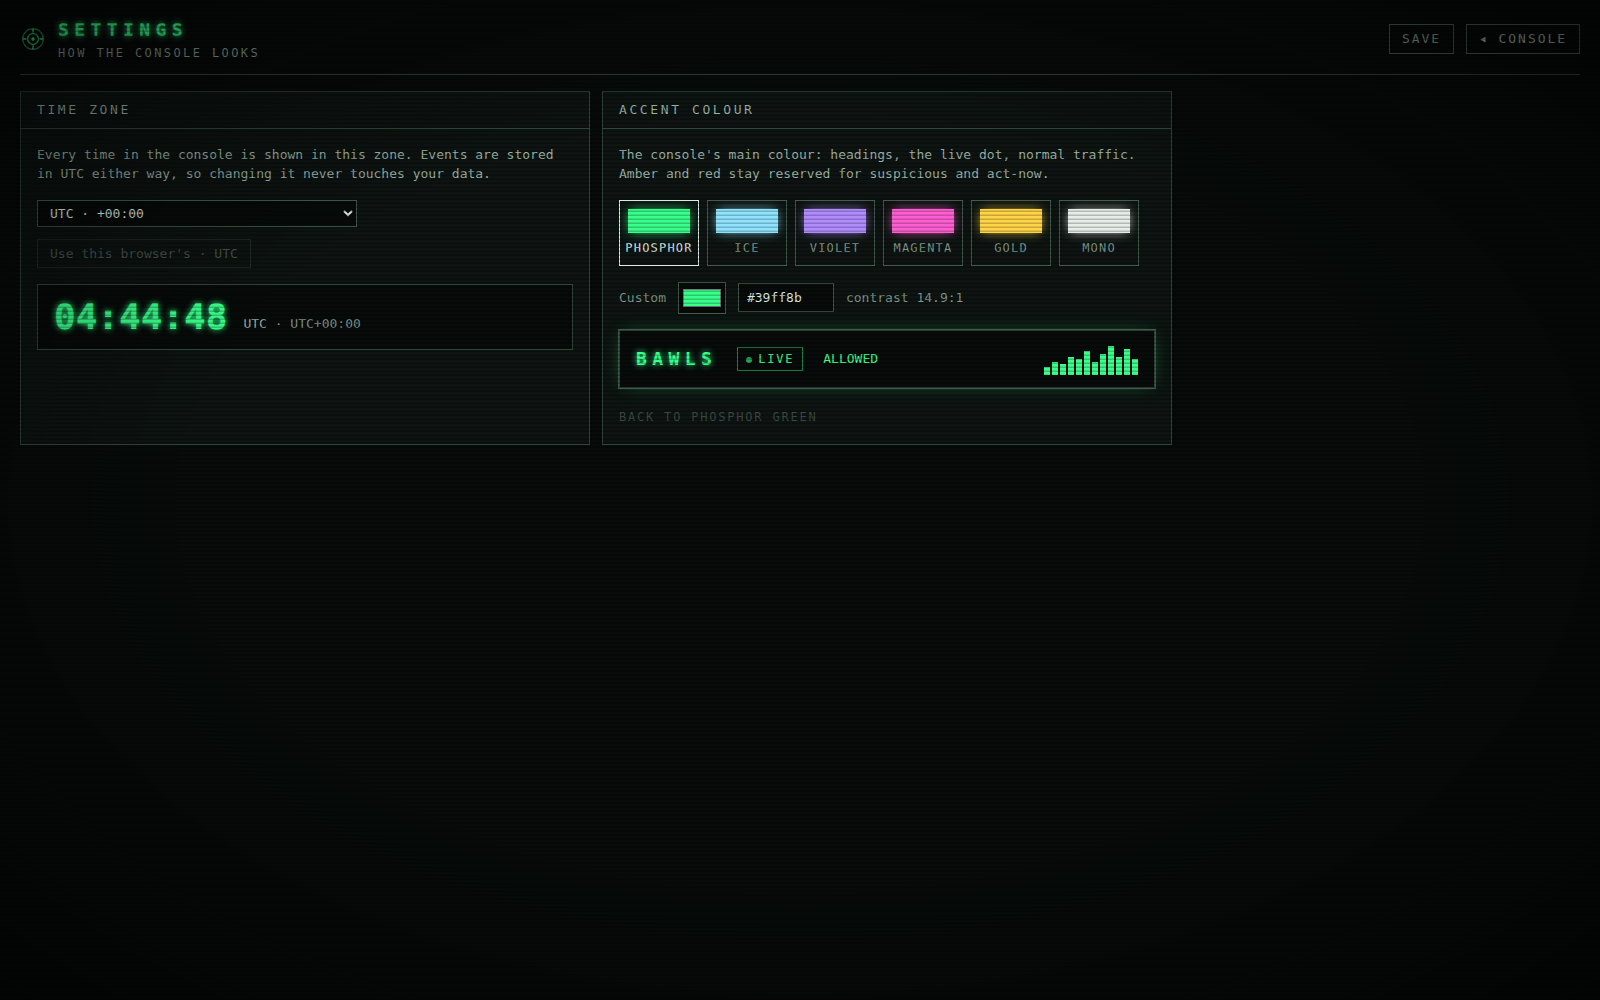 SETTINGS
HOW THE CONSOLE LOOKS
SAVE
◂ CONSOLE
TIME ZONE
Every time in the console is shown in this zone. Events are stored
in UTC either way, so changing it never touches your data.
UTC · +00:00
Use this browser's · UTC
04:44:48 UTC · UTC+00:00
ACCENT COLOUR
The console's main colour: headings, the live dot, normal traffic.
Amber and red stay reserved for suspicious and act-now.
PHOSPHOR ICE VIOLET MAGENTA GOLD MONO
Custom #39ff8b contrast 14.9:1
BAWLS LIVE ALLOWED
BACK TO PHOSPHOR GREEN